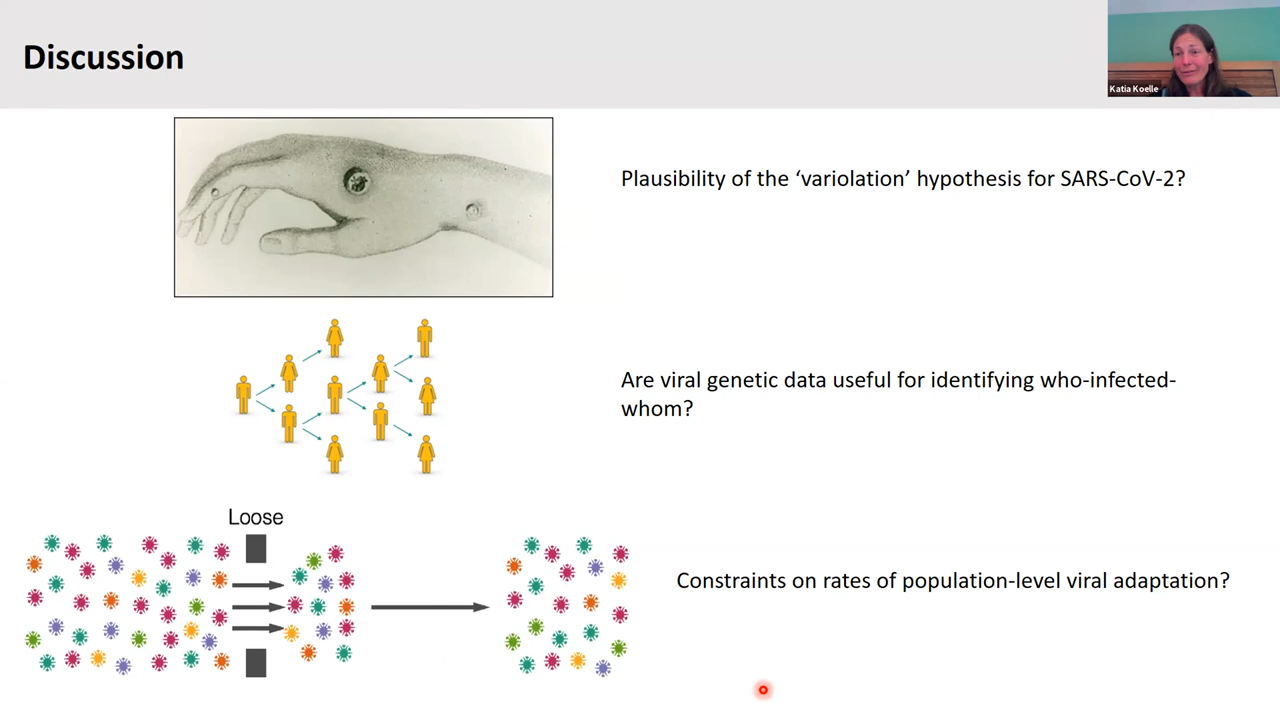 Discussion
Katia Koelle
Plausibility of the ‘variolation’ hypothesis for SARS-CoV-2?
Are viral genetic data useful for identifying who-infected-
whom?
Loose
Constraints on rates of population-level viral adaptation?